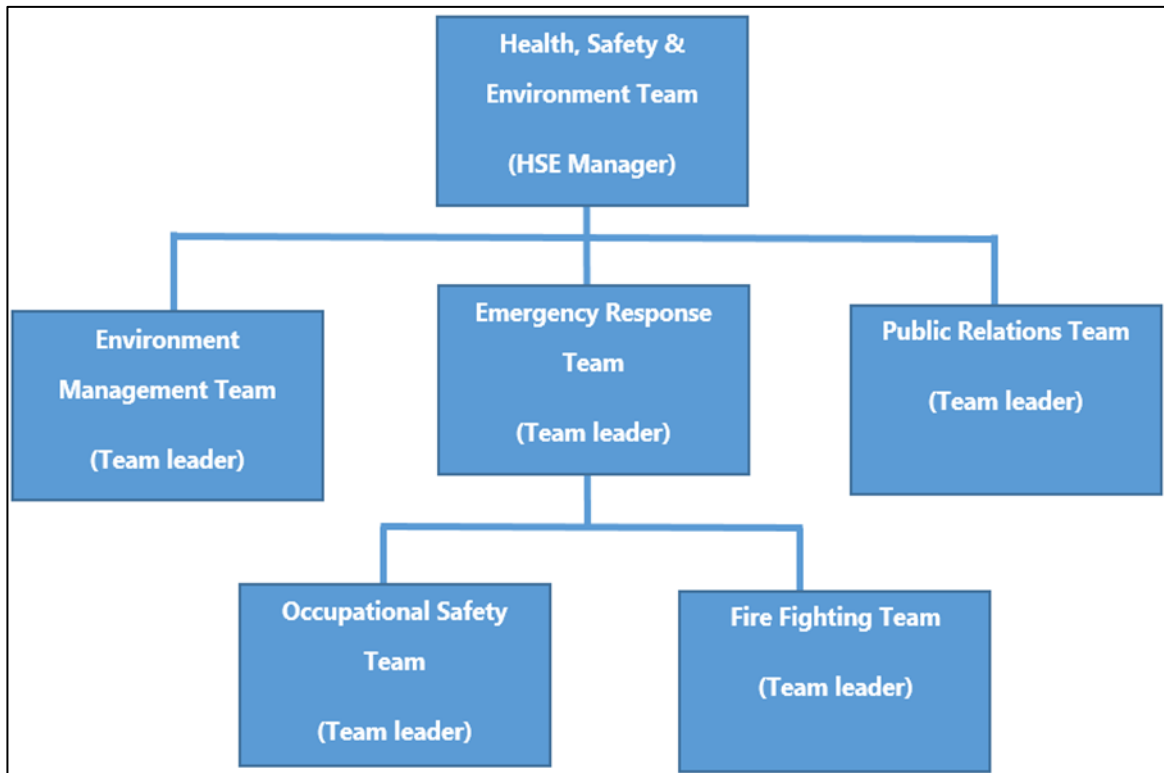 Health, Safety &
Environment Team
(HSE Manager)
Environment
Management Team
(Team leader)
Emergency Response
Team
(Team leader)
Public Relations Team
(Team leader)
Occupational Safety
Team
(Team leader)
Fire Fighting Team
(Team leader)